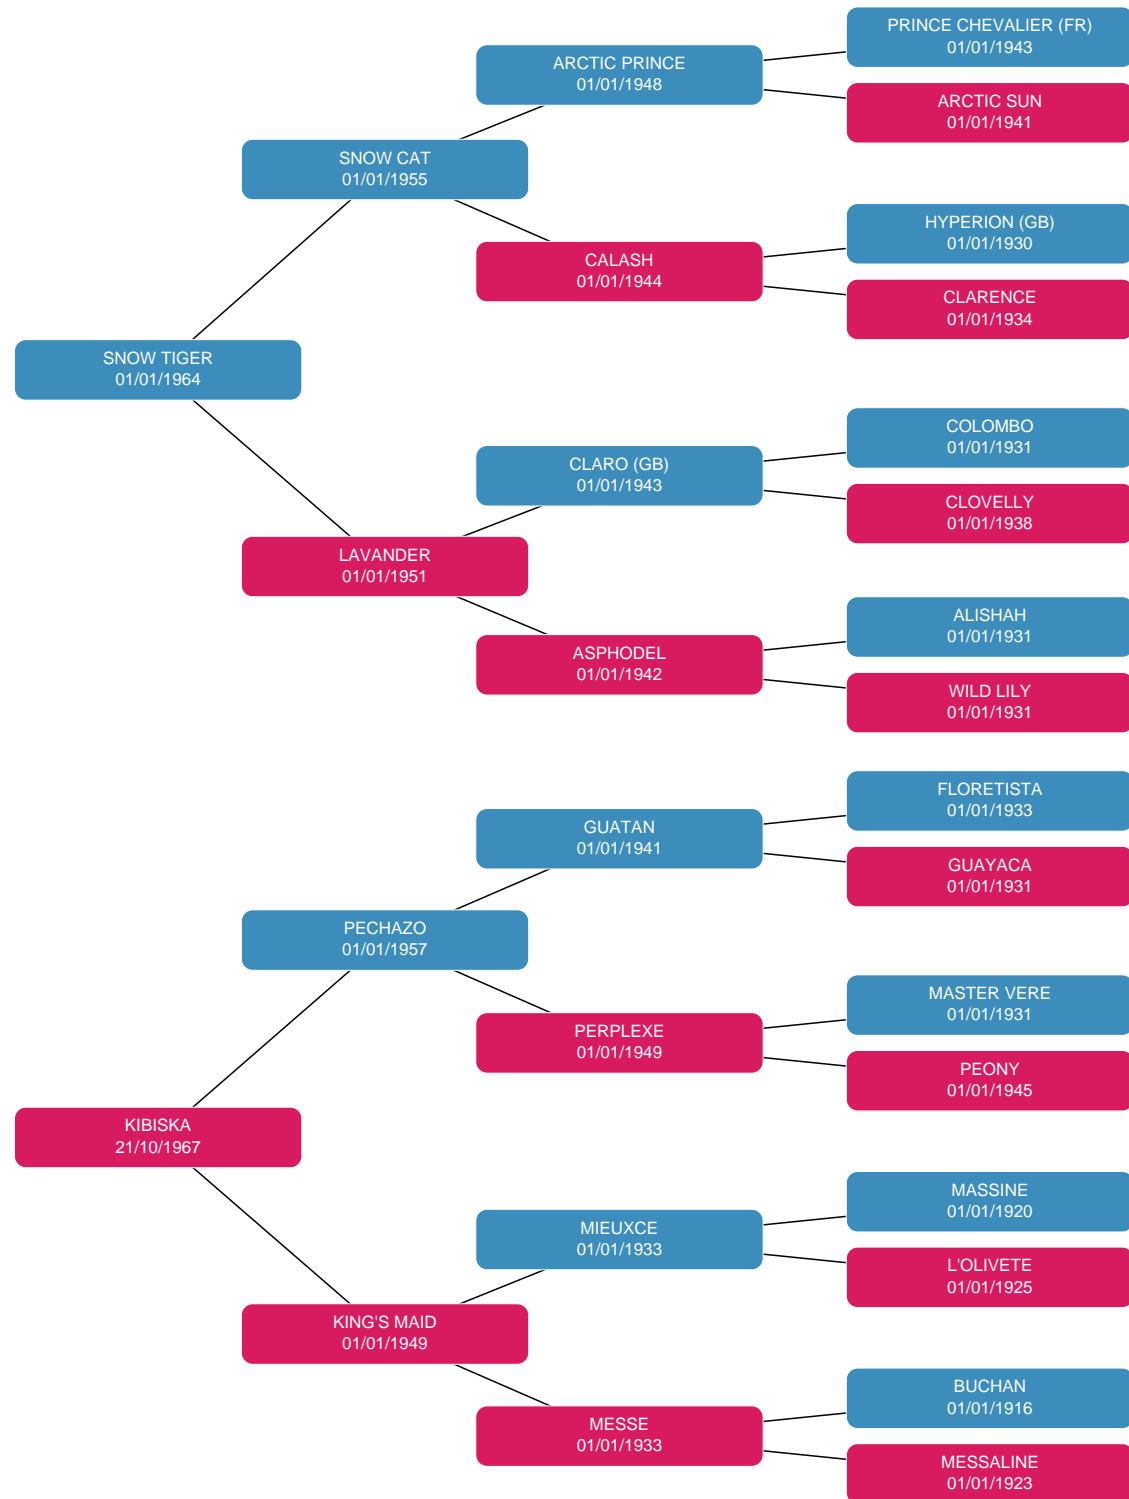 PRINCE CHEVALIER (FR)
01/01/1943
ARCTIC PRINCE
01/01/1948
ARCTIC SUN
01/01/1941
SNOW CAT
01/01/1955
HYPERION (GB)
01/01/1930
CALASH
01/01/1944
CLARENCE
01/01/1934
SNOW TIGER
01/01/1964
COLOMBO
01/01/1931
CLARO (GB)
01/01/1943
CLOVELLY
01/01/1938
LAVANDER
01/01/1951
ALISHAH
01/01/1931
ASPHODEL
01/01/1942
WILD LILY
01/01/1931
FLORETISTA
01/01/1933
GUATAN
01/01/1941
GUAYACA
01/01/1931
PECHAZO
01/01/1957
MASTER VERE
01/01/1931
PERPLEXE
01/01/1949
PEONY
01/01/1945
KIBISKA
21/10/1967
MASSINE
01/01/1920
MIEUXCE
01/01/1933
L'OLIVETE
01/01/1925
KING'S MAID
01/01/1949
BUCHAN
01/01/1916
MESSE
01/01/1933
MESSALINE
01/01/1923